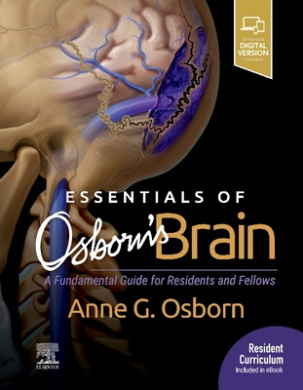 Enhanced
DIGITAL
VERSION
Included
ESSENTIALS OF
Osborn's Brain
A Fundamental Guide for Residents and Fellows
Anne G. Osborn
ELSEVIER
Resident
Curriculum
Included in eBook